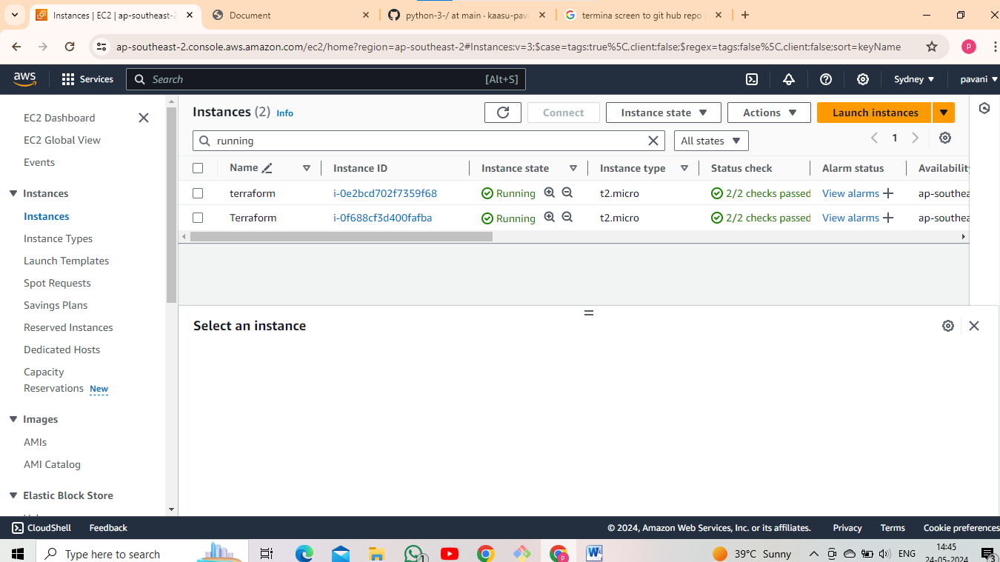 Instances | EC2 | ap-southeast-2
Document
python-3-/ at main · kaasu-pava
termina screen to git hub repo
ap-southeast-2.console.aws.amazon.com/ec2/home?region=ap-southeast-2#Instances:v=3;$case=tags:true%5C,client:false;$regex=tags:false%5C,client:false;sort=keyName
P
aws
Services
Search
[Alt+S]
Sydney
pavani
EC2 Dashboard
EC2 Global View
Events
Instances
Instances
Instance Types
Launch Templates
Spot Requests
Savings Plans
Reserved Instances
Dedicated Hosts
Capacity
Reservations New
Images
AMIs
AMI Catalog
Elastic Block Store
Instances (2) Info
Connect
Instance state
Actions
Launch instances
running
All states
1
Name Instance ID Instance state Instance type Status check Alarm status Availability
terraform i-0e2bcd702f7359f68 Running t2.micro 2/2 checks passed View alarms ap-southea
Terraform i-0f688cf3d400fafba Running t2.micro 2/2 checks passed View alarms ap-southea
Select an instance
CloudShell Feedback © 2024, Amazon Web Services, Inc. or its affiliates. Privacy Terms Cookie preferences
Type here to search
1
P
39°C Sunny
ENG
14:45
24-05-2024
3